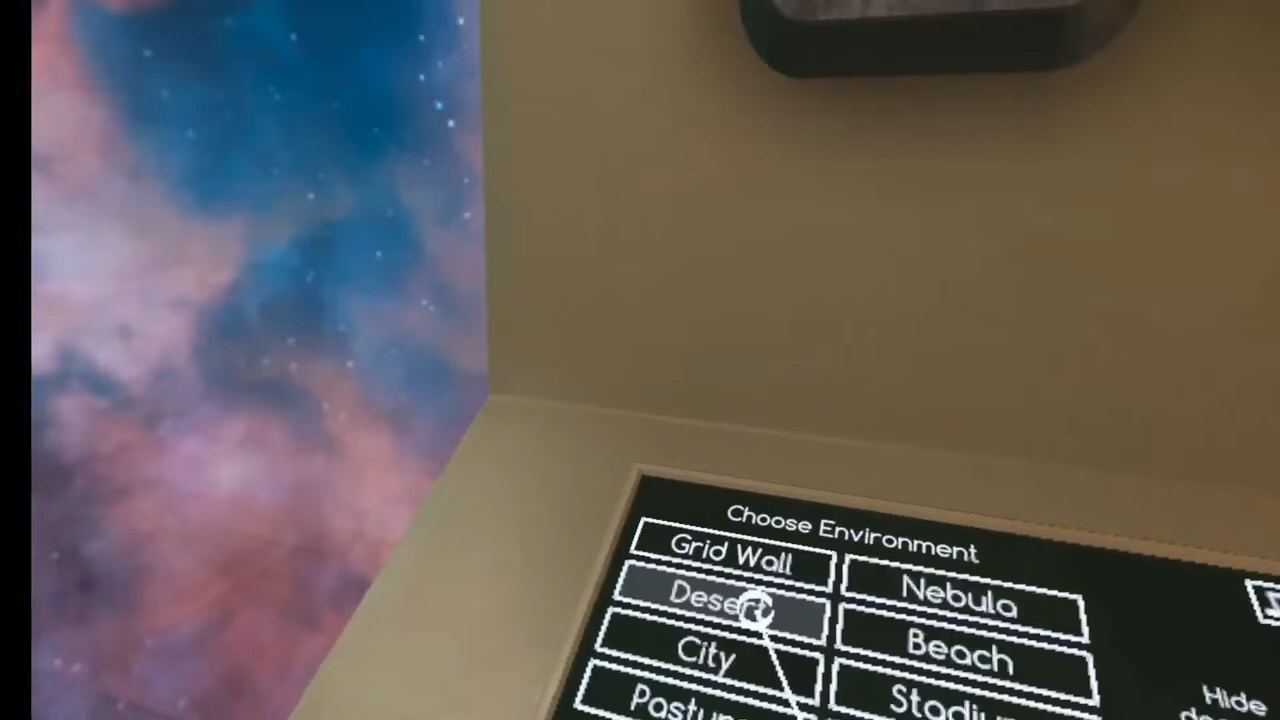 Choose Environment
Grid Wall
Nebula
Desert
Beach
City
Hide